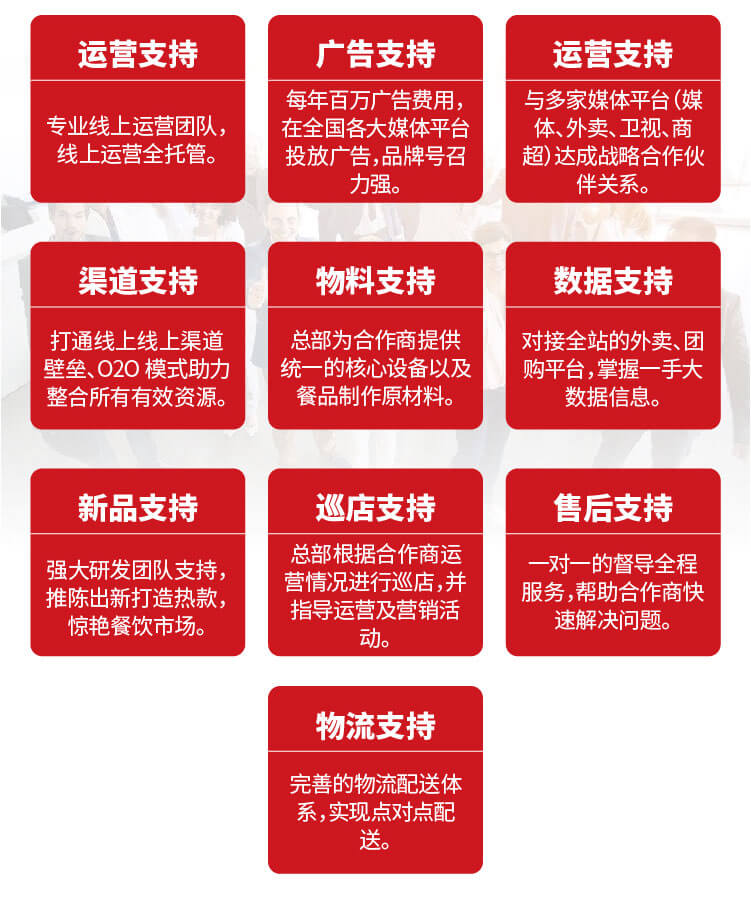 运营支持
专业线上运营团队，
线上运营全托管。
广告支持
每年百万广告费用，
在全国各大媒体平台
投放广告，品牌号召
力强。
运营支持
与多家媒体平台（媒
体、外卖、卫视、商
超）达成战略合作伙
伴关系。
渠道支持
打通线上线上渠道
壁垒、O2O 模式助力
整合所有有效资源。
物料支持
总部为合作商提供
统一的核心设备以及
餐品制作原材料。
数据支持
对接全站的外卖、团
购平台，掌握一手大
数据信息。
新品支持
强大研发团队支持，
推陈出新打造热款，
惊艳餐饮市场。
巡店支持
总部根据合作商运
营情况进行巡店，并
指导运营及营销活
动。
售后支持
一对一的督导全程
服务，帮助合作商快
速解决问题。
物流支持
完善的物流配送体
系，实现点对点配
送。